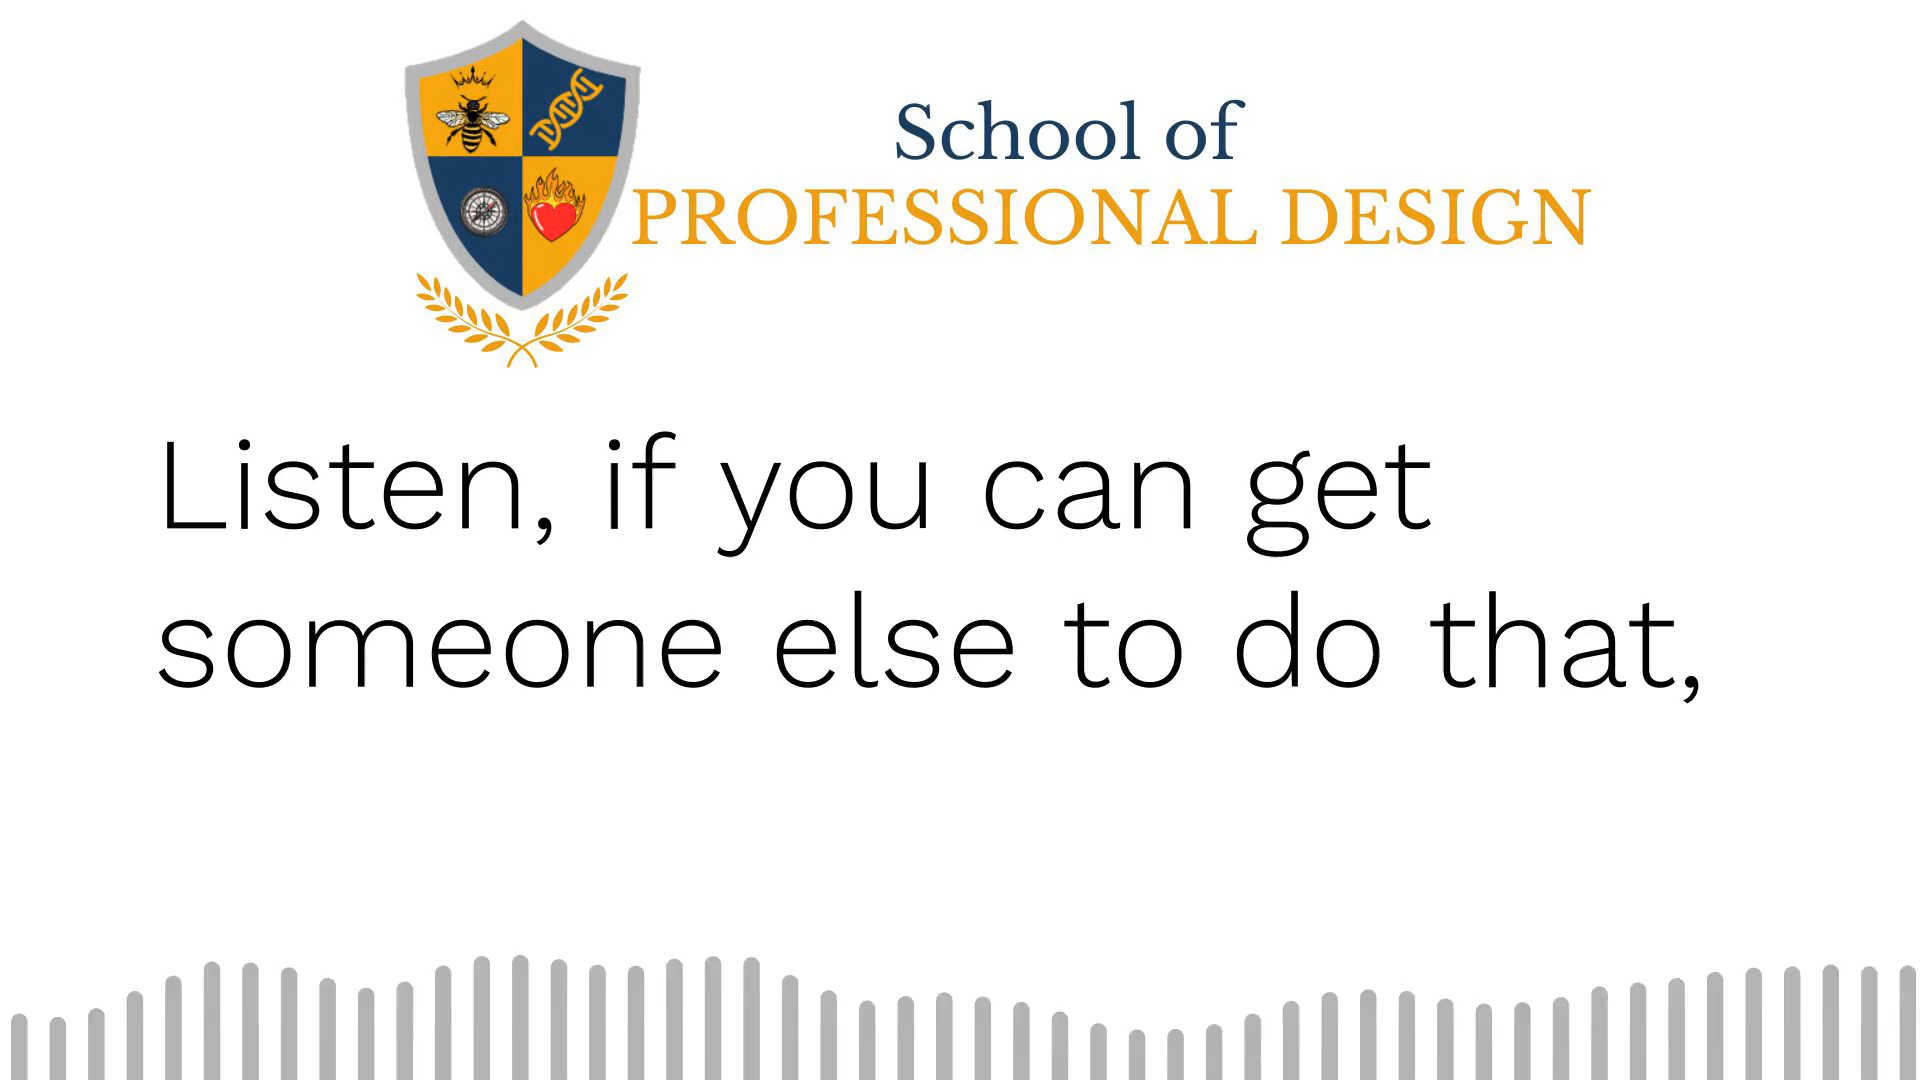 School of
PROFESSIONAL DESIGN
Listen, if you can get
someone else to do that,